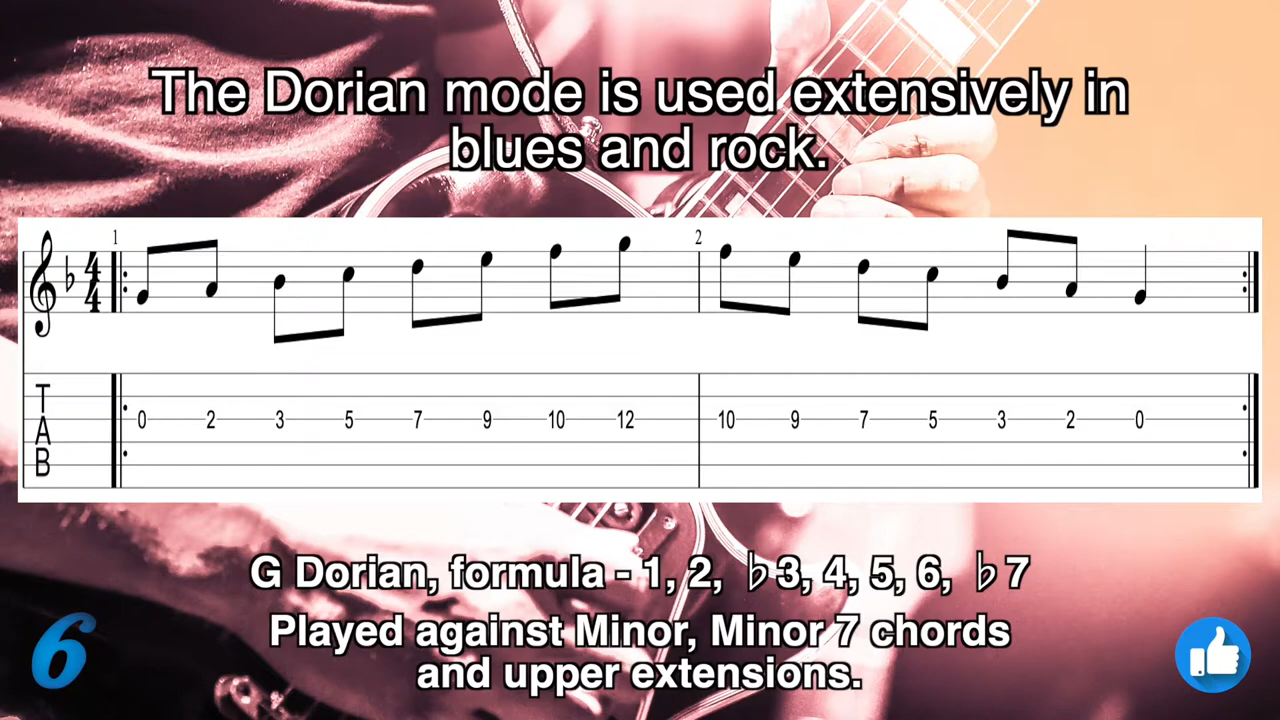 The Dorian mode is used extensively in
blues and rock.
1 2
4
4
T
A
B
0 2 3 5 7 9 10 12 10 9 7 5 3 2 0
G Dorian, formula - 1, 2, ♭3, 4, 5, 6, ♭7
Played against Minor, Minor 7 chords
and upper extensions.
6